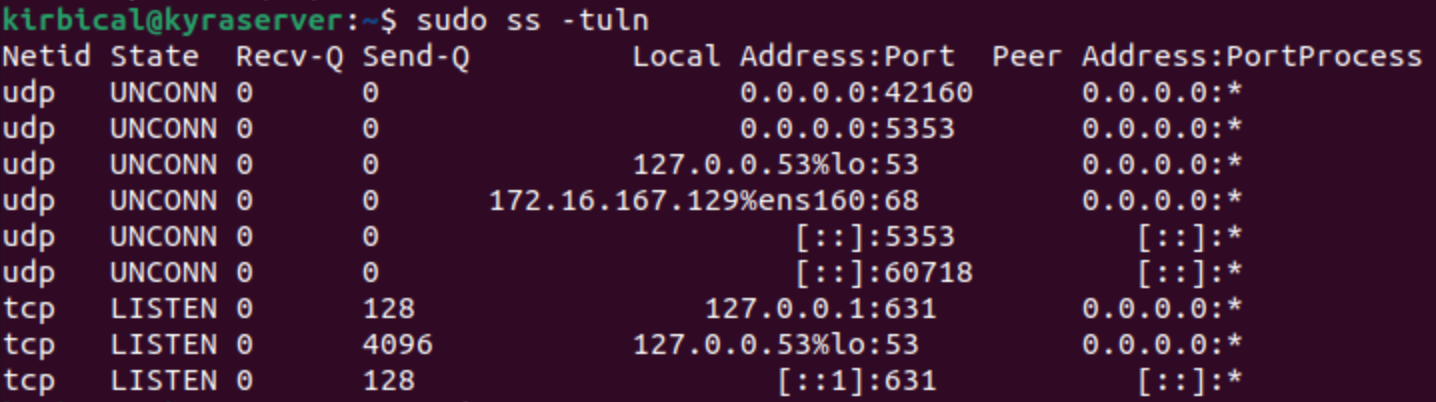 kirbical@kyraserver:~$ sudo ss -tuln
Netid State  Recv-Q Send-Q         Local Address:Port  Peer Address:PortProcess
udp   UNCONN 0      0                    0.0.0.0:42160      0.0.0.0:*
udp   UNCONN 0      0                    0.0.0.0:5353       0.0.0.0:*
udp   UNCONN 0      0              127.0.0.53%lo:53         0.0.0.0:*
udp   UNCONN 0      0      172.16.167.129%ens160:68         0.0.0.0:*
udp   UNCONN 0      0                       [::]:5353          [::]:*
udp   UNCONN 0      0                       [::]:60718         [::]:*
tcp   LISTEN 0      128                127.0.0.1:631        0.0.0.0:*
tcp   LISTEN 0      4096           127.0.0.53%lo:53         0.0.0.0:*
tcp   LISTEN 0      128                    [::1]:631           [::]:*